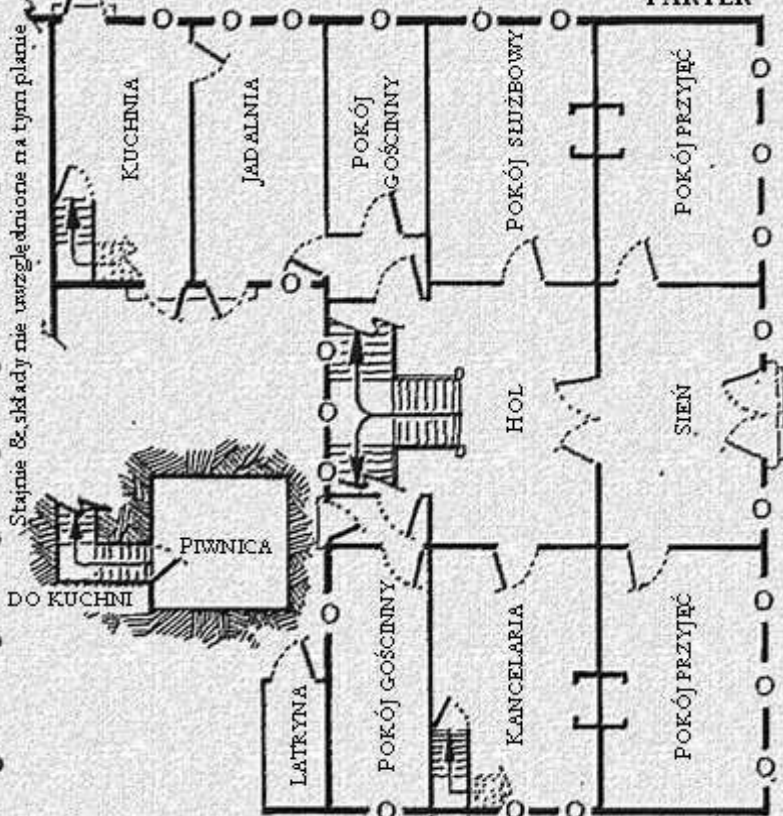 PARTER
Stajnie & składy nie uwzględnione na tym planie
KUCHNIA
JADALNIA
POKÓJ
GOŚCINNY
POKÓJ SŁUŻBOWY
POKÓJ PRZYJĘĆ
HOL
SIEŃ
PIWNICA
DO KUCHNI
LATRYNA
POKÓJ GOŚCINNY
KANCELARIA
POKÓJ PRZYJĘĆ